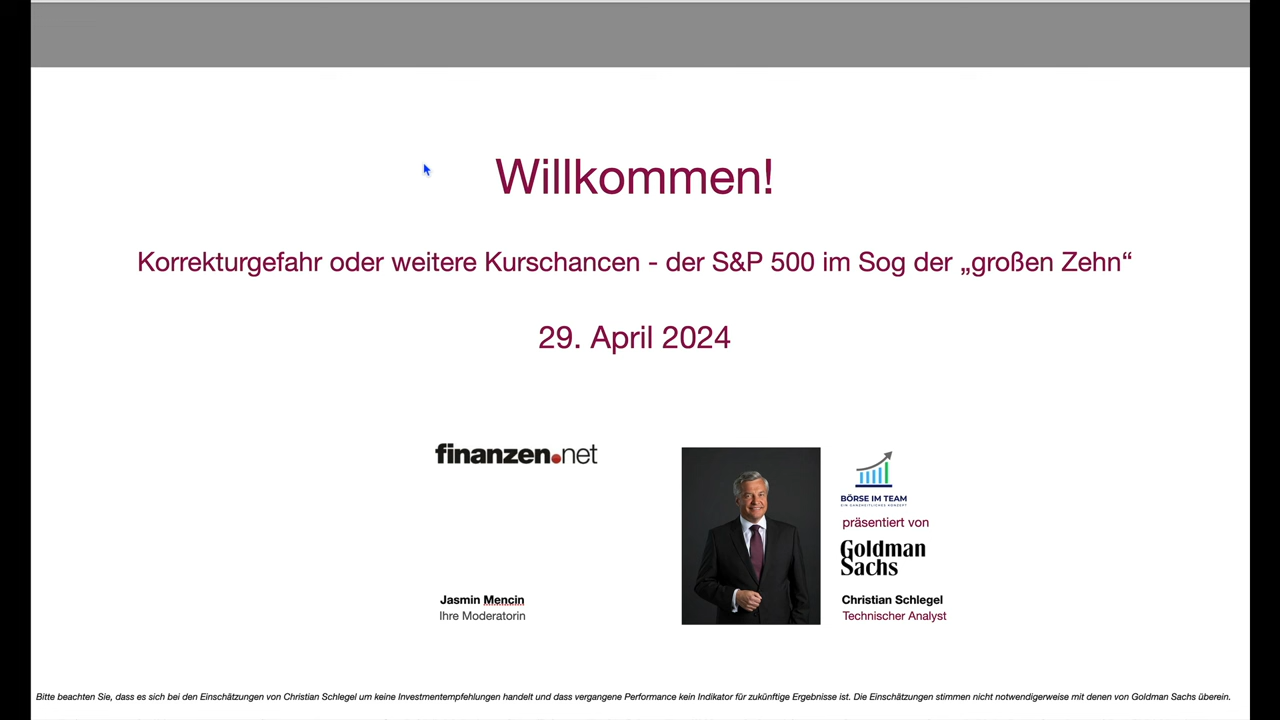 Willkommen!
Korrekturgefahr oder weitere Kurschancen - der S&P 500 im Sog der „großen Zehn“
29. April 2024
finanzen.net
BÖRSE IM TEAM
EIN GANZHEITLICHES KONZEPT
präsentiert von
Goldman
Sachs
Jasmin Mencin
Ihre Moderatorin
Christian Schlegel
Technischer Analyst
Bitte beachten Sie, dass es sich bei den Einschätzungen von Christian Schlegel um keine Investmentempfehlungen handelt und dass vergangene Performance kein Indikator für zukünftige Ergebnisse ist. Die Einschätzungen stimmen nicht notwendigerweise mit denen von Goldman Sachs überein.